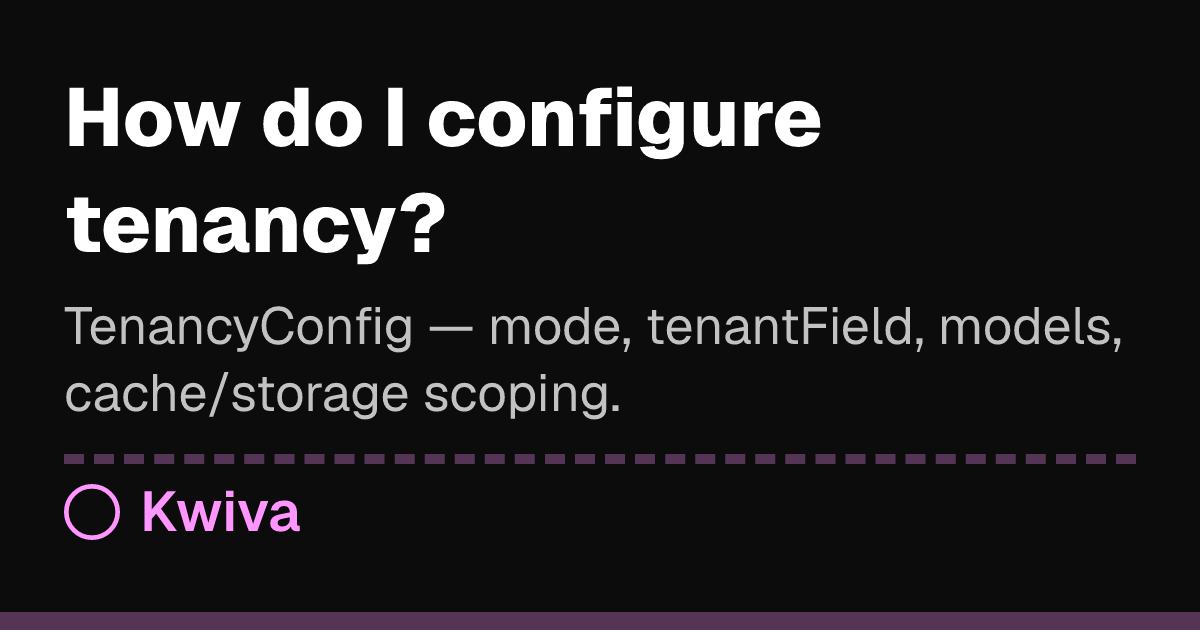 How do I configure
tenancy?
TenancyConfig — mode, tenantField, models,
cache/storage scoping.
Kwiva